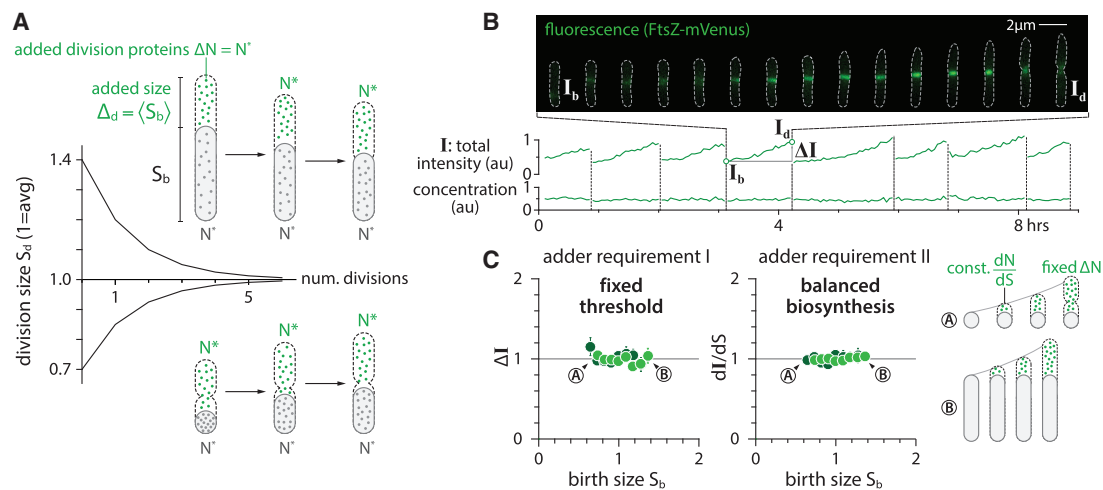 A
added division proteins ΔN = N*
added size
Δd = ⟨Sb⟩
Sb
N*
N*
N*
N*
N*
division size Sd (1=avg)
1.4
1.0
0.7
1
5
num. divisions
N*
N*
N*
N*
N*
N*
B
fluorescence (FtsZ-mVenus)
2μm
Ib
Id
I: total
intensity (au)
1
0
Id
ΔI
Ib
concentration
(au)
1
0
0
4
8 hrs
C
adder requirement I
fixed
threshold
ΔI
2
1
0
A
B
0
1
2
birth size Sb
adder requirement II
balanced
biosynthesis
dI/dS
2
1
0
A
B
0
1
2
birth size Sb
const. dN
dS
fixed ΔN
A
B